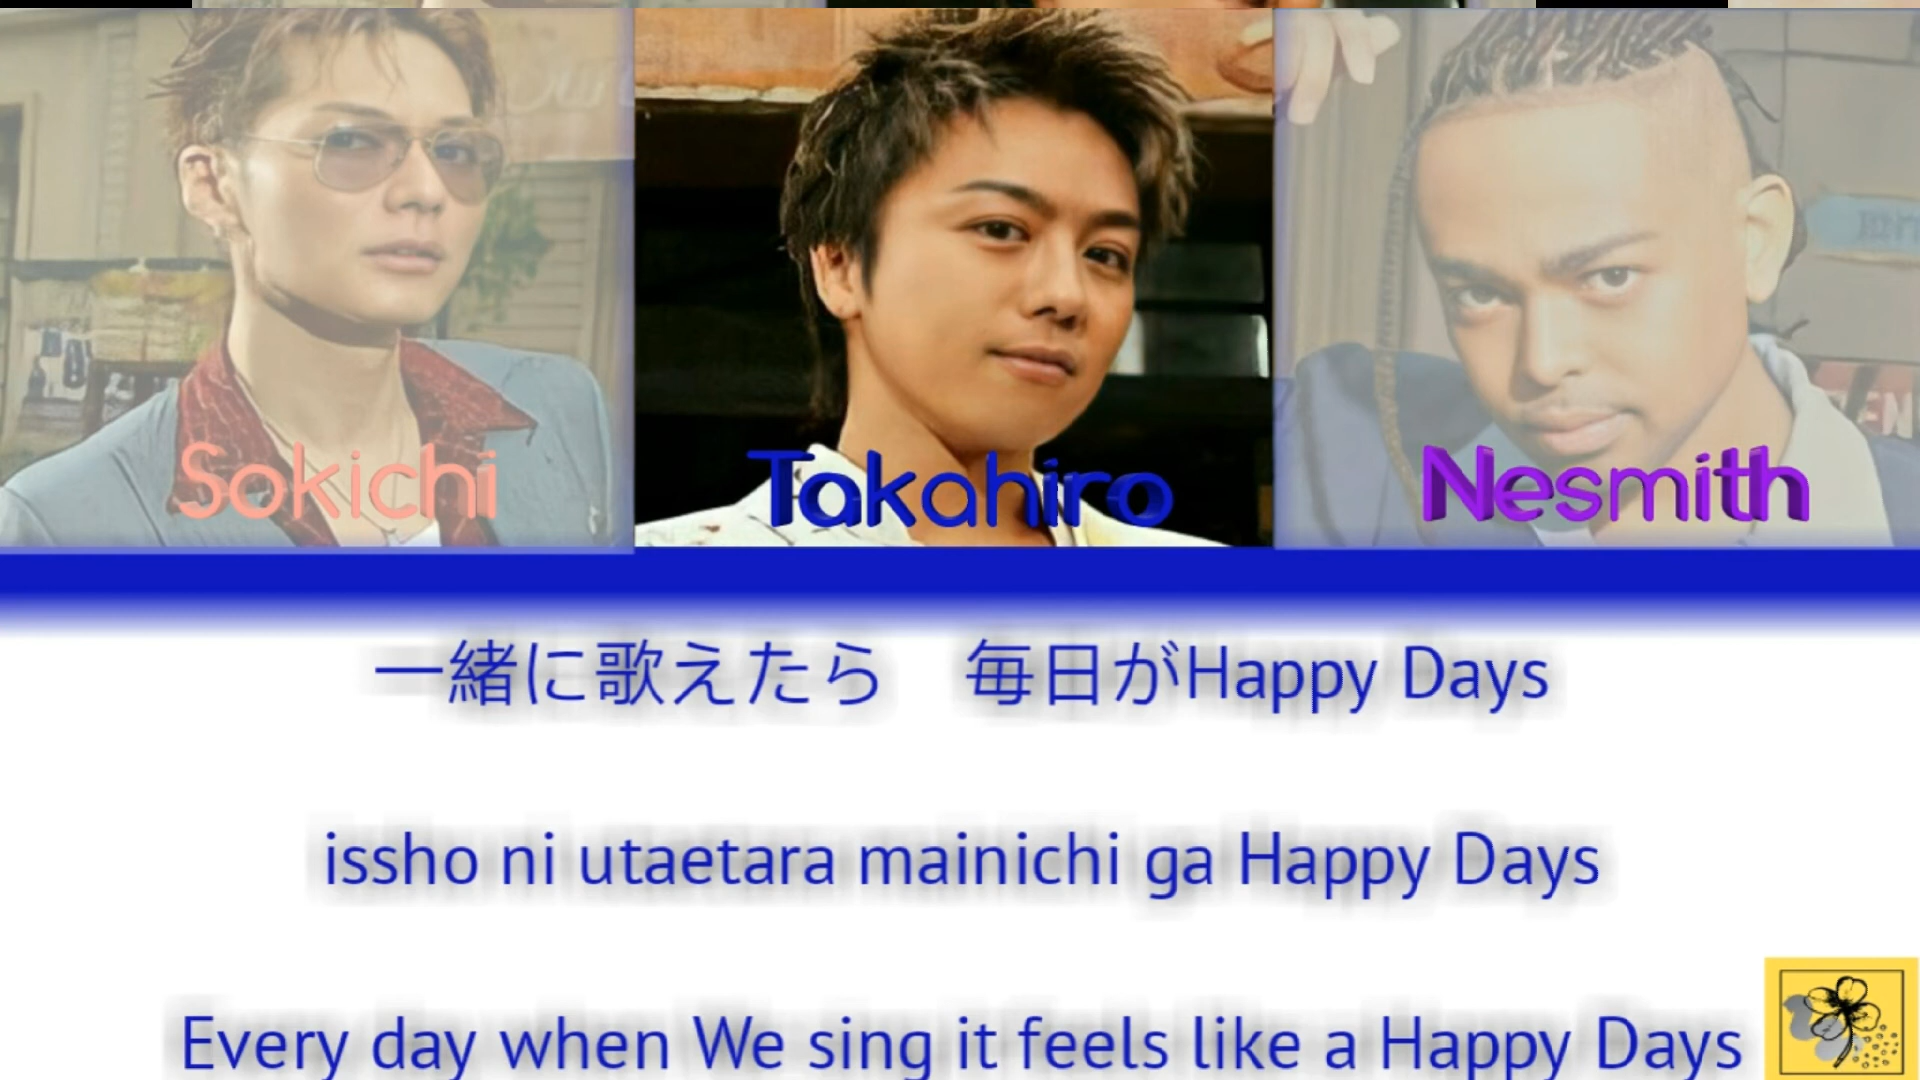 Sokichi
Takahiro
Nesmith
一緒に歌えたら　毎日がHappy Days
issho ni utaetara mainichi ga Happy Days
Every day when We sing it feels like a Happy Days